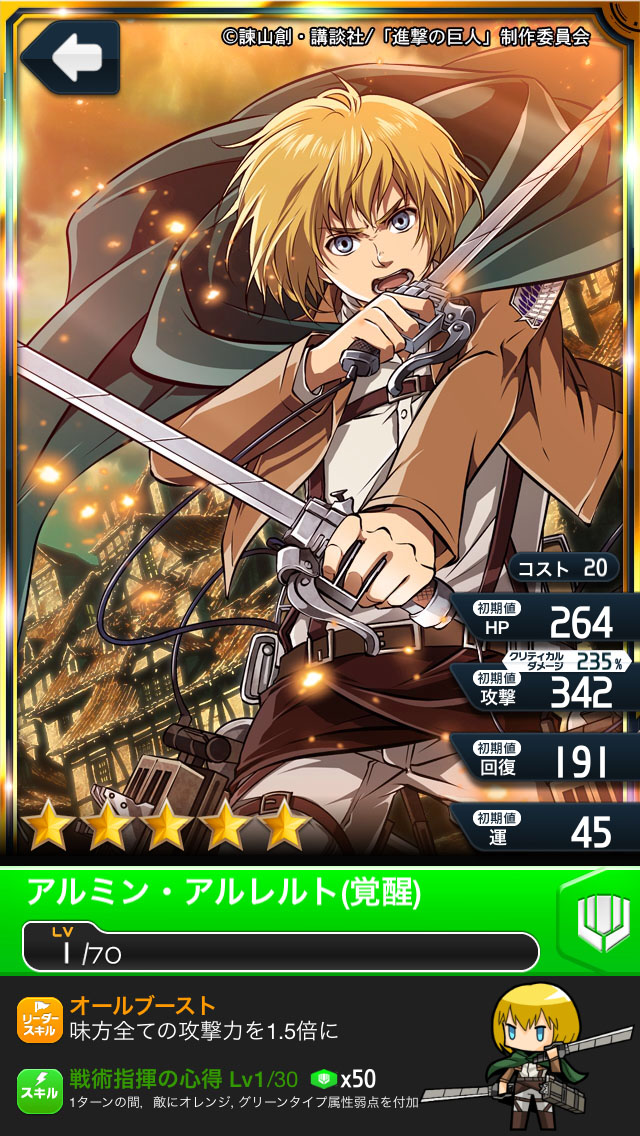 ©諫山創・講談社/「進撃の巨人」制作委員会
コスト 20
初期値
HP 264
クリティカル
ダメージ 235%
初期値
攻撃 342
初期値
回復 191
初期値
運 45
アルミン・アルレルト(覚醒)
LV
1/70
リーダー
スキル
オールブースト
味方全ての攻撃力を1.5倍に
スキル
戦術指揮の心得 Lv1/30 x50
1ターンの間, 敵にオレンジ, グリーンタイプ属性弱点を付加